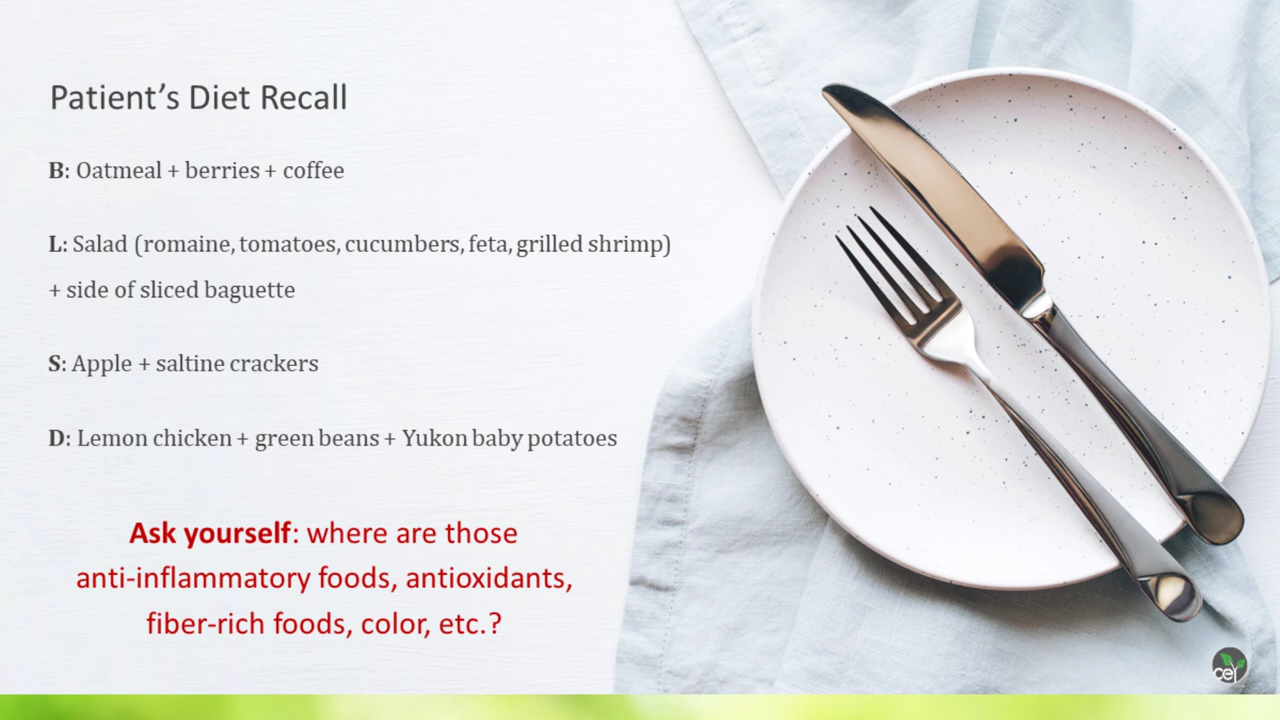 Patient’s Diet Recall
B: Oatmeal + berries + coffee
L: Salad (romaine, tomatoes, cucumbers, feta, grilled shrimp)
+ side of sliced baguette
S: Apple + saltine crackers
D: Lemon chicken + green beans + Yukon baby potatoes
Ask yourself: where are those
anti-inflammatory foods, antioxidants,
fiber-rich foods, color, etc.?